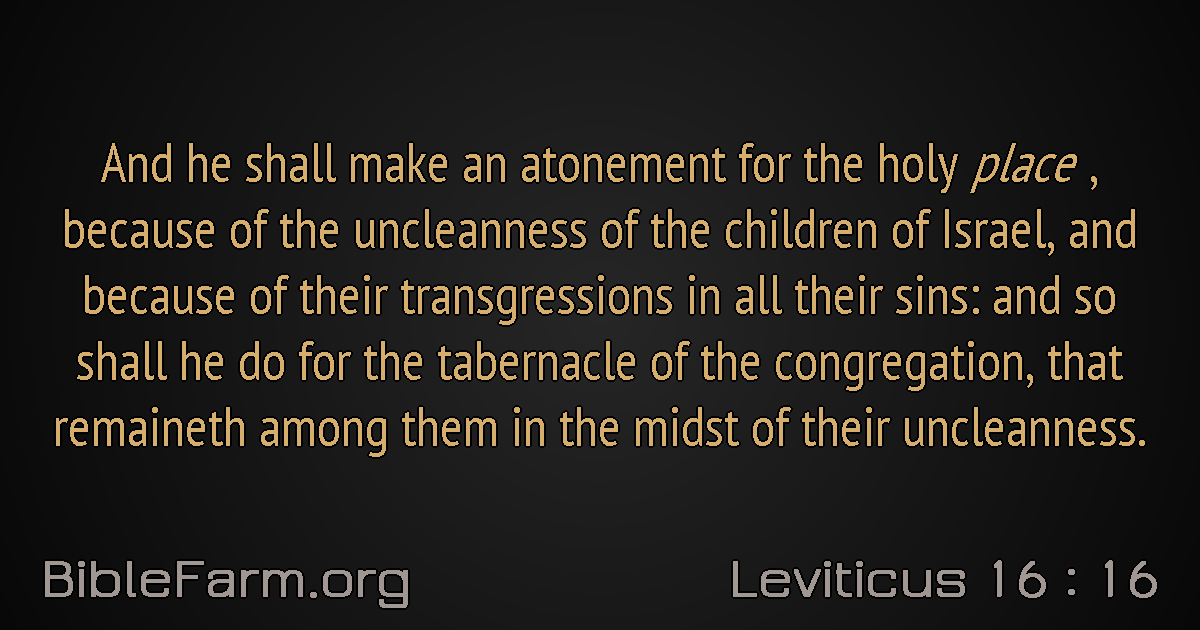 And he shall make an atonement for the holy place ,
because of the uncleanness of the children of Israel, and
because of their transgressions in all their sins: and so
shall he do for the tabernacle of the congregation, that
remaineth among them in the midst of their uncleanness.
BibleFarm.org
Leviticus 16 : 16